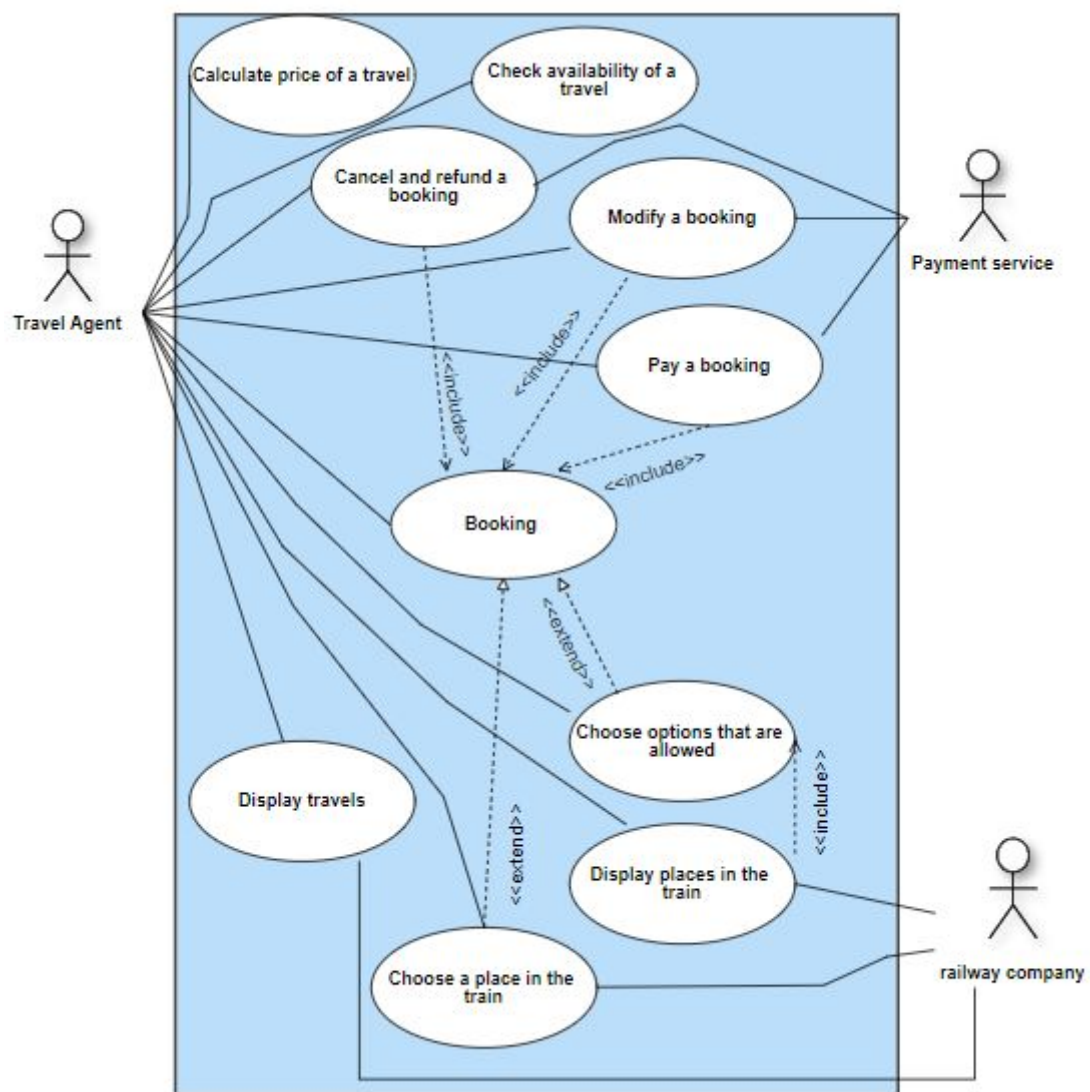 Calculate price of a travel
Check availability of a
travel
Cancel and refund a
booking
Modify a booking
Payment service
Travel Agent
Pay a booking
<<include>>
<<include>>
<<include>>
Booking
<<extend>>
Choose options that are
allowed
<<include>>
Display travels
<<extend>>
Display places in the
train
Choose a place in the
train
railway company